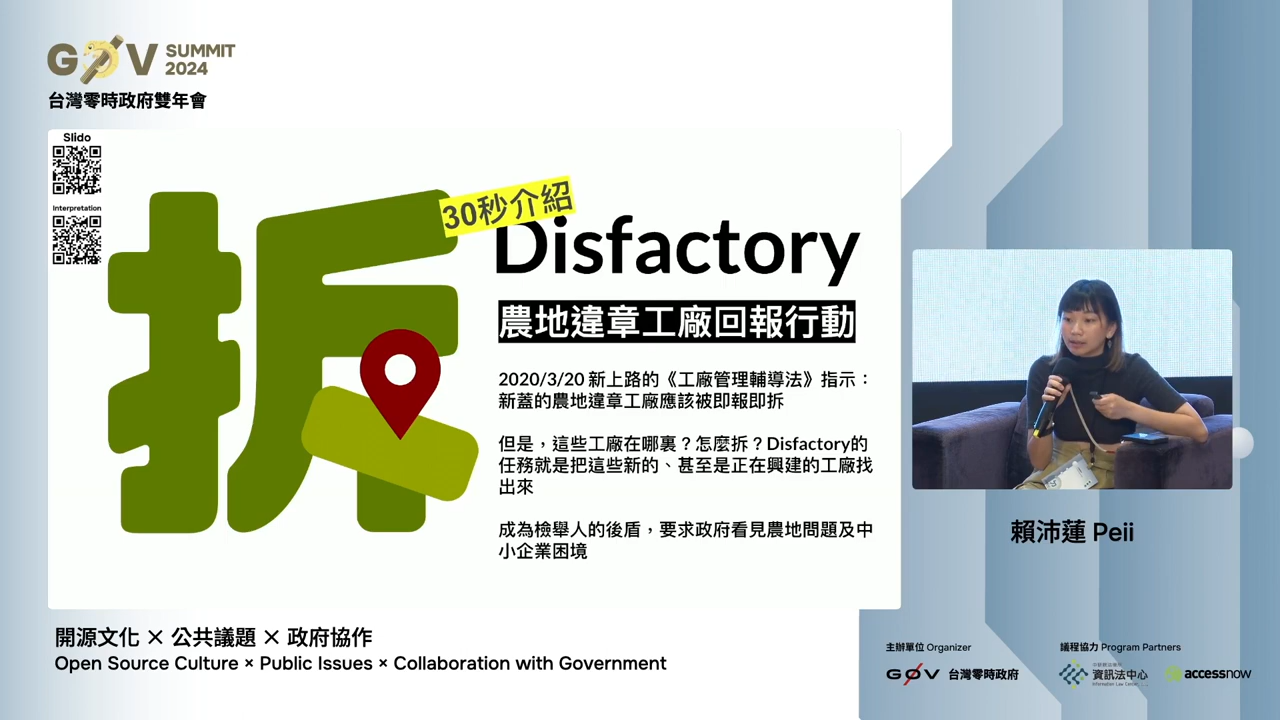 G0V SUMMIT 2024
台灣零時政府雙年會
Slido
Interpretation
拆
30秒介紹
Disfactory
農地違章工廠回報行動
2020/3/20 新上路的《工廠管理輔導法》指示：
新蓋的農地違章工廠應該被即報即拆
但是，這些工廠在哪裏？怎麼拆？Disfactory的
任務就是把這些新的、甚至是正在興建的工廠找
出來
成為檢舉人的後盾，要求政府看見農地問題及中
小企業困境
賴沛蓮 Peii
開源文化 × 公共議題 × 政府協作
Open Source Culture × Public Issues × Collaboration with Government
主辦單位 Organizer
G0V 台灣零時政府
議程協力 Program Partners
資訊法中心
Information Law Center
accessnow